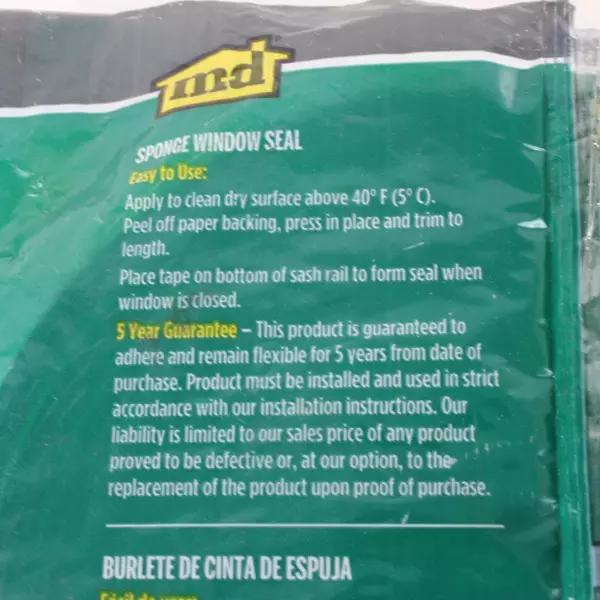 md
SPONGE WINDOW SEAL
Easy to Use:
Apply to clean dry surface above 40° F (5° C).
Peel off paper backing, press in place and trim to
length.
Place tape on bottom of sash rail to form seal when
window is closed.
5 Year Guarantee – This product is guaranteed to
adhere and remain flexible for 5 years from date of
purchase. Product must be installed and used in strict
accordance with our installation instructions. Our
liability is limited to our sales price of any product
proved to be defective or, at our option, to the
replacement of the product upon proof of purchase.
BURLETE DE CINTA DE ESPUJA